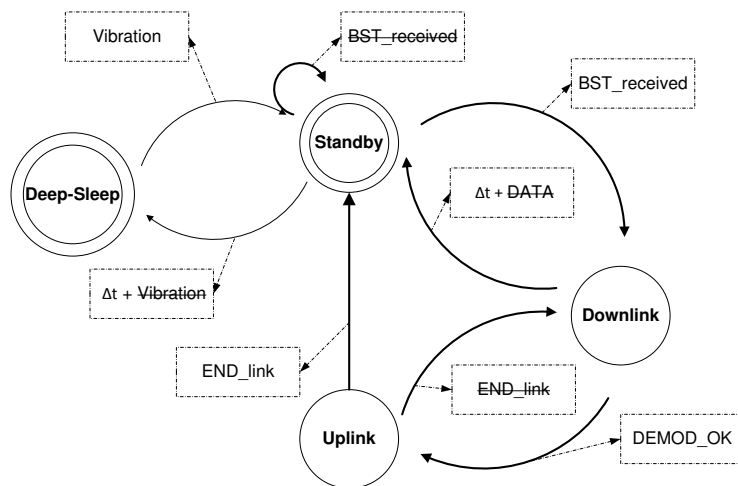 Vibration
BST_received
BST_received
Standby
Deep-Sleep
Δt + DATA
Δt + Vibration
Downlink
END_link
END_link
Uplink
DEMOD_OK